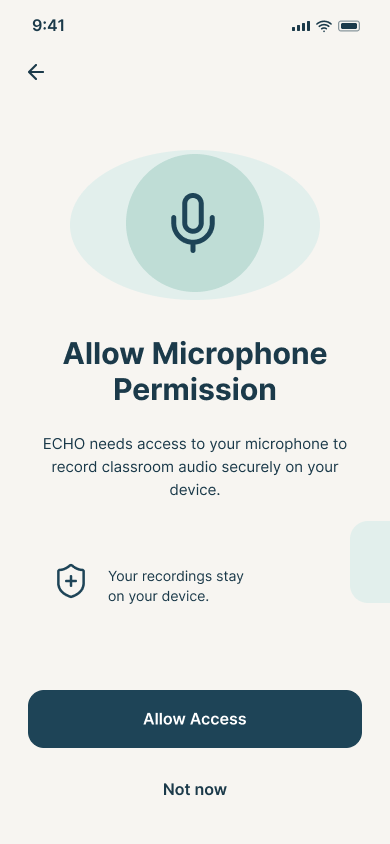 9:41
Allow Microphone
Permission
ECHO needs access to your microphone to
record classroom audio securely on your
device.
Your recordings stay
on your device.
Allow Access
Not now